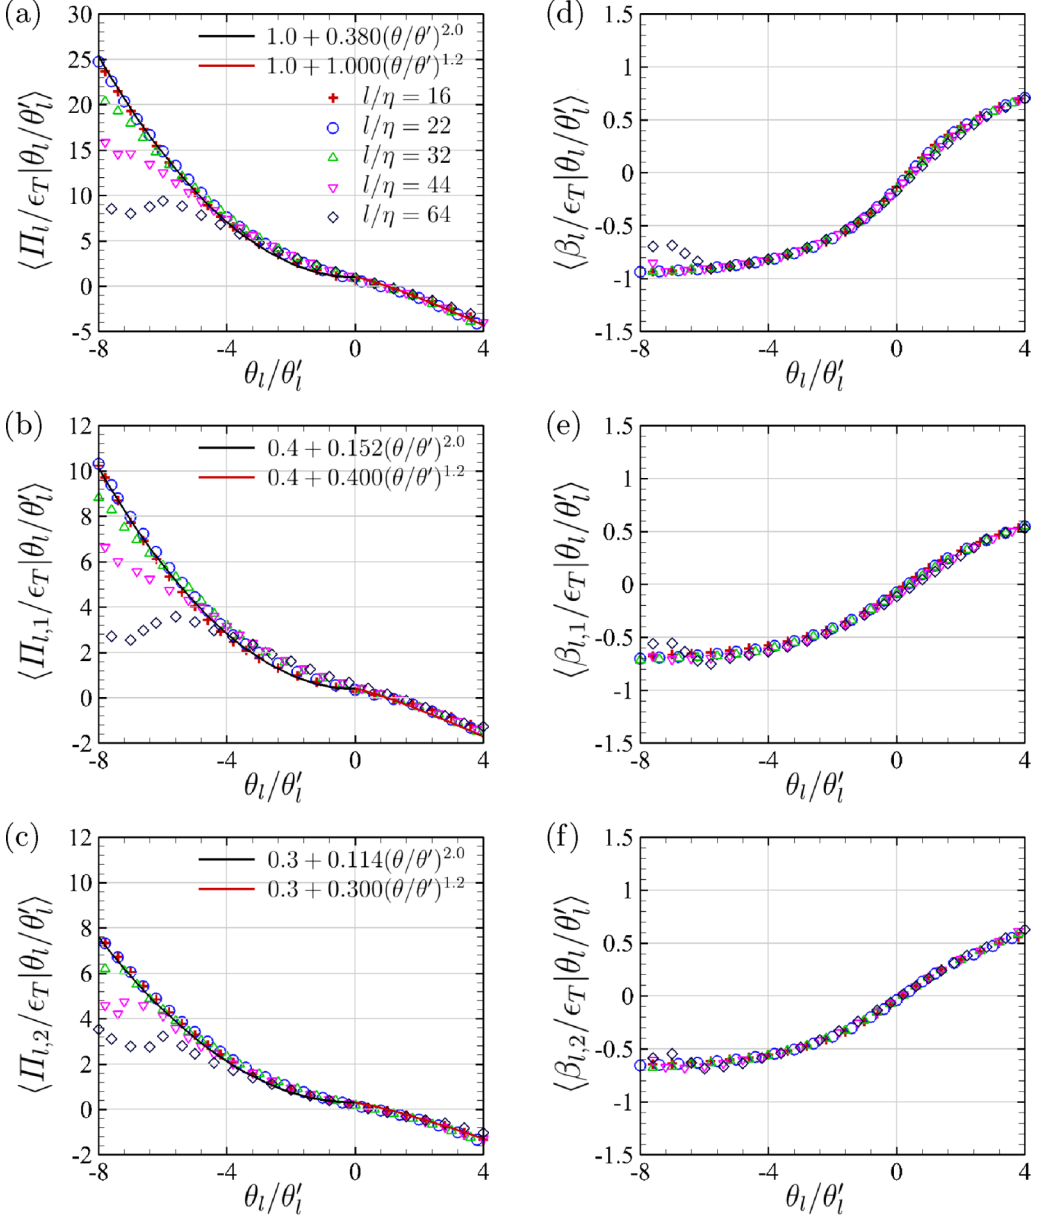 (a)
⟨Π_l/ϵ_T|θ_l/θ′_l⟩
30
25
20
15
10
5
0
-5
1.0 + 0.380(θ/θ′)^2.0
1.0 + 1.000(θ/θ′)^1.2
l/η = 16
l/η = 22
l/η = 32
l/η = 44
l/η = 64
-8 -4 0 4
θ_l/θ′_l
(d)
⟨β_l/ϵ_T|θ_l/θ′_l⟩
1.5
1
0.5
0
-0.5
-1
-1.5
-8 -4 0 4
θ_l/θ′_l
(b)
⟨Π_l,1/ϵ_T|θ_l/θ′_l⟩
12
10
8
6
4
2
0
-2
0.4 + 0.152(θ/θ′)^2.0
0.4 + 0.400(θ/θ′)^1.2
-8 -4 0 4
θ_l/θ′_l
(e)
⟨β_l,1/ϵ_T|θ_l/θ′_l⟩
1.5
1
0.5
0
-0.5
-1
-1.5
-8 -4 0 4
θ_l/θ′_l
(c)
⟨Π_l,2/ϵ_T|θ_l/θ′_l⟩
12
10
8
6
4
2
0
-2
0.3 + 0.114(θ/θ′)^2.0
0.3 + 0.300(θ/θ′)^1.2
-8 -4 0 4
θ_l/θ′_l
(f)
⟨β_l,2/ϵ_T|θ_l/θ′_l⟩
1.5
1
0.5
0
-0.5
-1
-1.5
-8 -4 0 4
θ_l/θ′_l